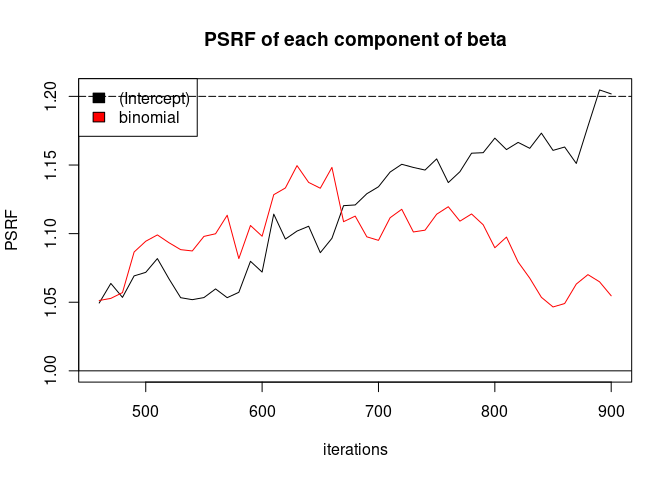 PSRF of each component of beta
(Intercept)
binomial
PSRF
1.20
1.15
1.10
1.05
1.00
500 600 700 800 900
iterations